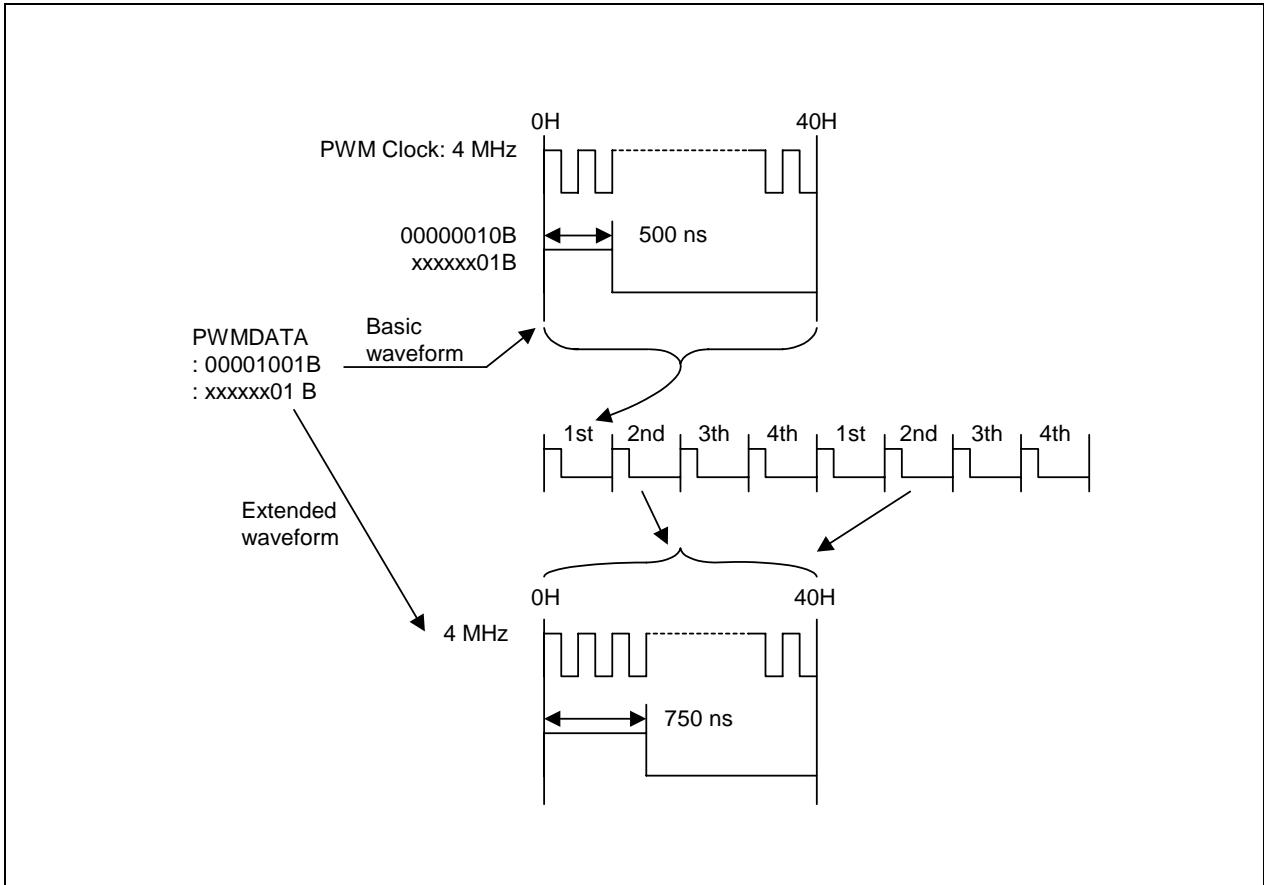 0H 40H
PWM Clock: 4 MHz
00000010B
xxxxxx01B
500 ns
PWMDATA
: 00001001B
: xxxxxx01 B
Basic
waveform
1st 2nd 3th 4th 1st 2nd 3th 4th
Extended
waveform
0H 40H
4 MHz
750 ns